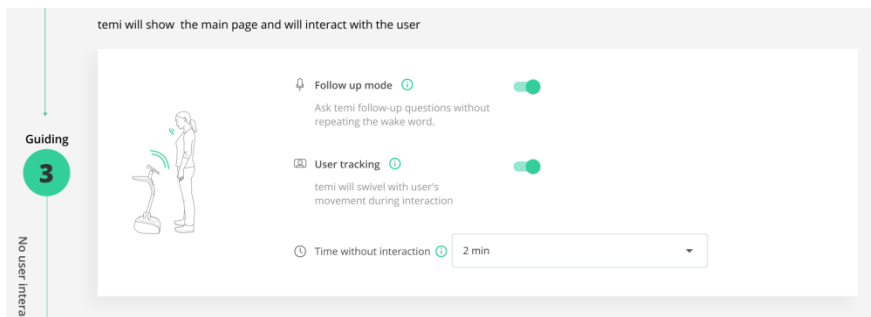 temi will show the main page and will interact with the user
Guiding
3
No user intera
Follow up mode
Ask temi follow-up questions without
repeating the wake word.
User tracking
temi will swivel with user's
movement during interaction
Time without interaction
2 min